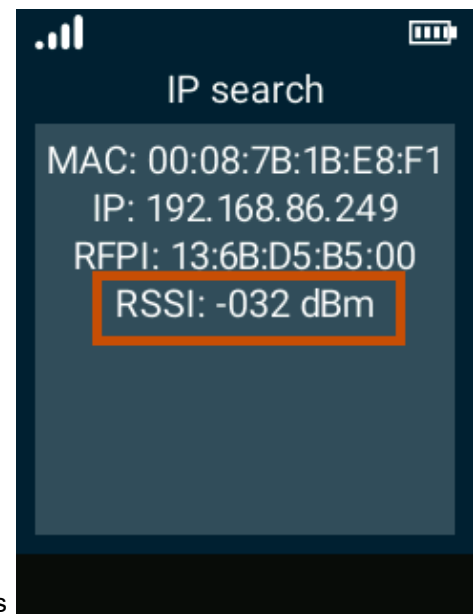 IP search
MAC: 00:08:7B:1B:E8:F1
IP: 192.168.86.249
RFPI: 13:6B:D5:B5:00
RSSI: -032 dBm
s